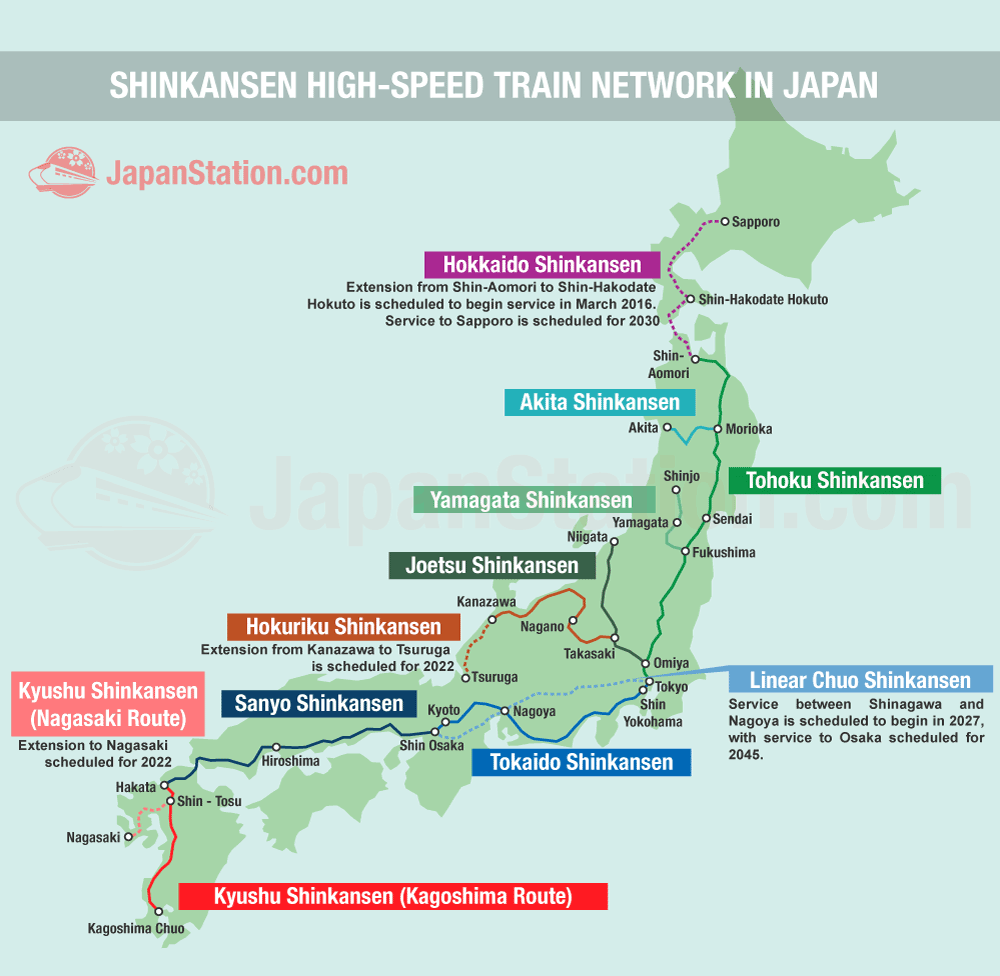 SHINKANSEN HIGH-SPEED TRAIN NETWORK IN JAPAN
JapanStation.com
Sapporo
Hokkaido Shinkansen
Extension from Shin-Aomori to Shin-Hakodate
Hokuto is scheduled to begin service in March 2016.
Service to Sapporo is scheduled for 2030
Shin-Hakodate Hokuto
Shin-
Aomori
Akita Shinkansen
Akita
Morioka
Shinjo
Tohoku Shinkansen
Yamagata Shinkansen
Yamagata
Sendai
JapanStation.com
Niigata
Fukushima
Joetsu Shinkansen
Kanazawa
Hokuriku Shinkansen
Extension from Kanazawa to Tsuruga
is scheduled for 2022
Nagano
Takasaki
Omiya
Tsuruga
Tokyo
Shin
Yokohama
Linear Chuo Shinkansen
Service between Shinagawa and
Nagoya is scheduled to begin in 2027,
with service to Osaka scheduled for
2045.
Kyushu Shinkansen
(Nagasaki Route)
Extension to Nagasaki
scheduled for 2022
Sanyo Shinkansen
Kyoto
Nagoya
Shin Osaka
Hiroshima
Tokaido Shinkansen
Hakata
Shin - Tosu
Nagasaki
Kyushu Shinkansen (Kagoshima Route)
Kagoshima Chuo